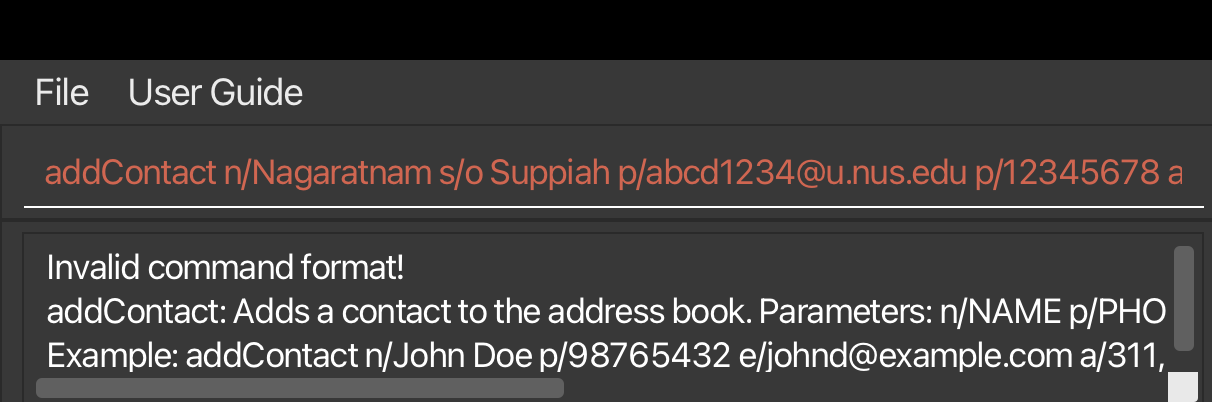 File User Guide
addContact n/Nagaratnam s/o Suppiah p/abcd1234@u.nus.edu p/12345678 a
Invalid command format!
addContact: Adds a contact to the address book. Parameters: n/NAME p/PHO
Example: addContact n/John Doe p/98765432 e/johnd@example.com a/311,